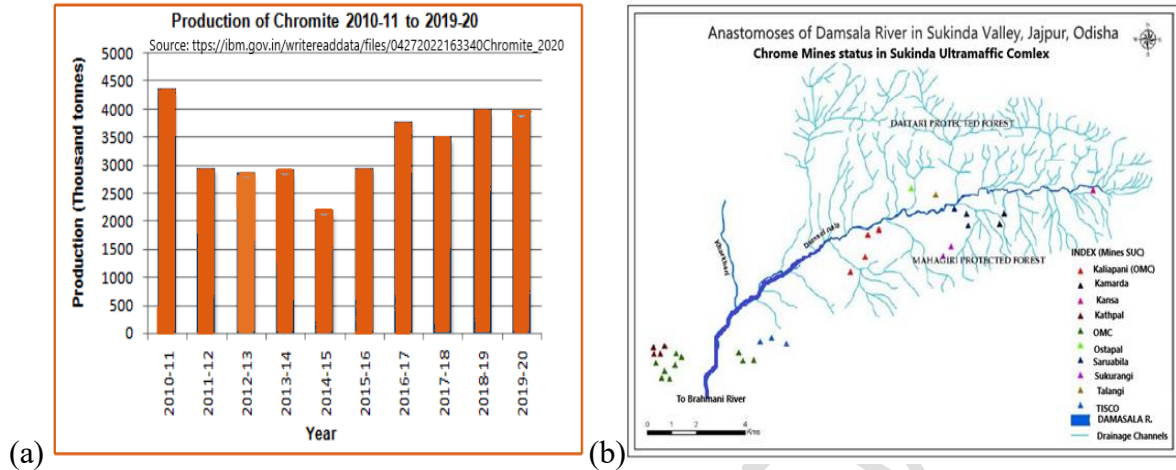 Production of Chromite 2010-11 to 2019-20
Source: ttps://ibm.gov.in/writereaddata/files/04272022163340Chromite_2020
Production (Thousand tonnes)
5000
4500
4000
3500
3000
2500
2000
1500
1000
500
0
2010-11
2011-12
2012-13
2013-14
2014-15
2015-16
2016-17
2017-18
2018-19
2019-20
Year
(a)
Anastomoses of Damsala River in Sukinda Valley, Jajpur, Odisha
Chrome Mines status in Sukinda Ultramaffic Comlex
DAITARI PROTECTED FOREST
Damsal nala
Kharkhari
MAHAGIRI PROTECTED FOREST
INDEX (Mines SUC)
Kaliapani (OMC)
Kamarda
Kansa
Kathpal
OMC
Ostapal
Saruabila
Sukurangi
Talangi
TISCO
DAMASALA R.
Drainage Channels
To Brahmani River
0 2 4
Kms
(b)